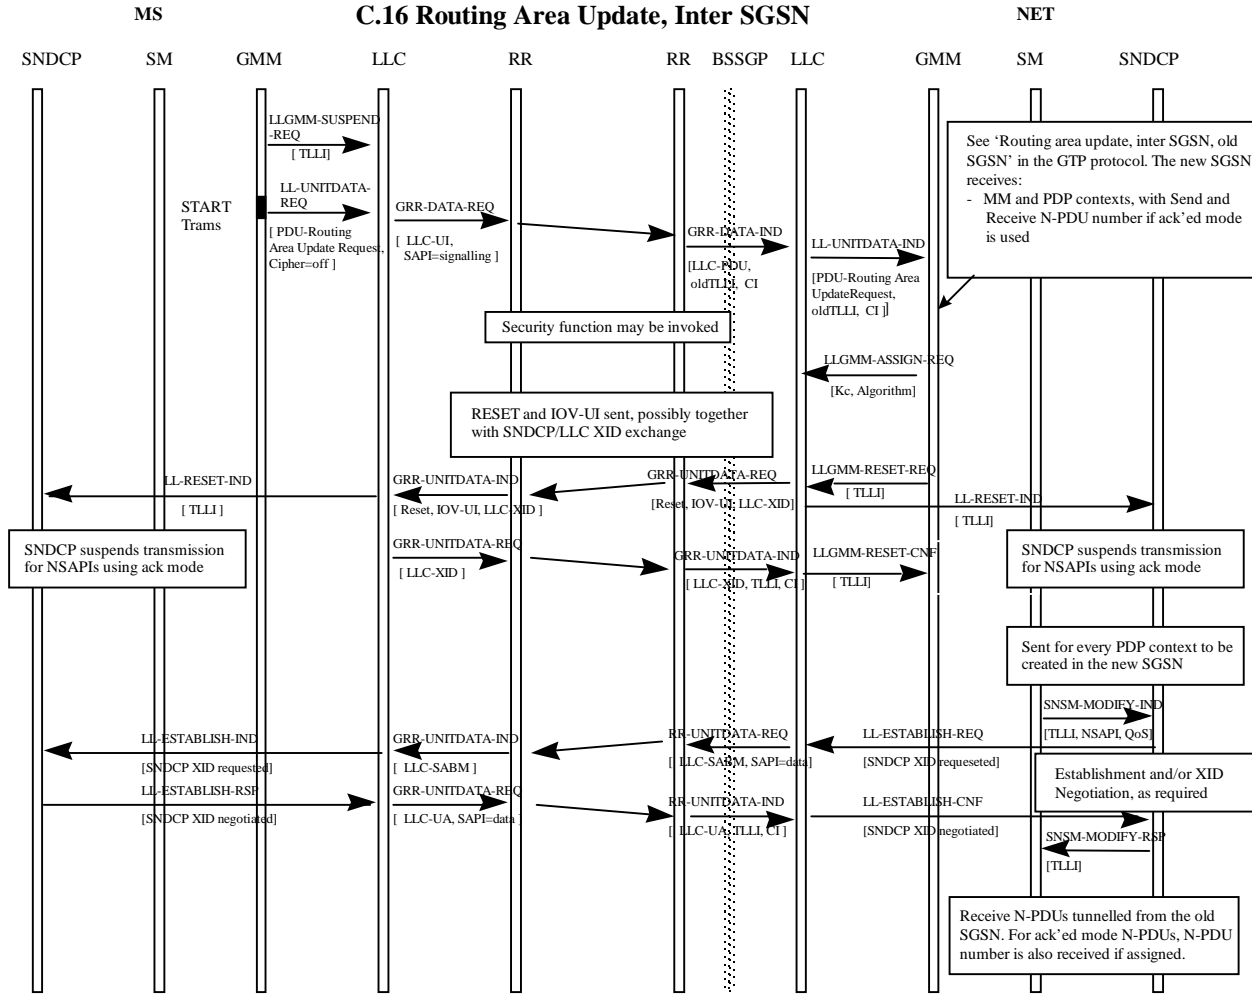 MS
C.16 Routing Area Update, Inter SGSN
NET
SNDCP SM GMM LLC RR RR BSSGP LLC GMM SM SNDCP
LLGMM-SUSPEND
-REQ
[ TLLI]
See ‘Routing area update, inter SGSN, old
SGSN’ in the GTP protocol. The new SGSN
receives:
- MM and PDP contexts, with Send and
Receive N-PDU number if ack’ed mode
is used
START
Trams
LL-UNITDATA-
REQ
[ PDU-Routing
Area Update Request,
Cipher=off ]
GRR-DATA-REQ
[ LLC-UI,
SAPI=signalling ]
GRR-DATA-IND
[LLC-PDU,
oldTLLI, CI
LL-UNITDATA-IND
[PDU-Routing Area
UpdateRequest,
oldTLLI, CI ]]
Security function may be invoked
LLGMM-ASSIGN-REQ
[Kc, Algorithm]
RESET and IOV-UI sent, possibly together
with SNDCP/LLC XID exchange
LL-RESET-IND
[ TLLI ]
GRR-UNITDATA-IND
[ Reset, IOV-UI, LLC-XID ]
GRR-UNITDATA-REQ
[Reset, IOV-UI, LLC-XID]
LLGMM-RESET-REQ
[ TLLI]
LL-RESET-IND
[ TLLI]
SNDCP suspends transmission
for NSAPIs using ack mode
GRR-UNITDATA-REQ
[ LLC-XID ]
GRR-UNITDATA-IND
[ LLC-XID, TLLI, CI ]
LLGMM-RESET-CNF
[ TLLI]
SNDCP suspends transmission
for NSAPIs using ack mode
Sent for every PDP context to be
created in the new SGSN
SNSM-MODIFY-IND
[TLLI, NSAPI, QoS]
LL-ESTABLISH-IND
[SNDCP XID requested]
GRR-UNITDATA-IND
[ LLC-SABM ]
RR-UNITDATA-REQ
[ LLC-SABM, SAPI=data]
LL-ESTABLISH-REQ
[SNDCP XID requeseted]
Establishment and/or XID
Negotiation, as required
LL-ESTABLISH-RSP
[SNDCP XID negotiated]
GRR-UNITDATA-REQ
[ LLC-UA, SAPI=data ]
RR-UNITDATA-IND
[ LLC-UA, TLLI, CI ]
LL-ESTABLISH-CNF
[SNDCP XID negotiated]
SNSM-MODIFY-RSP
[TLLI]
Receive N-PDUs tunnelled from the old
SGSN. For ack’ed mode N-PDUs, N-PDU
number is also received if assigned.